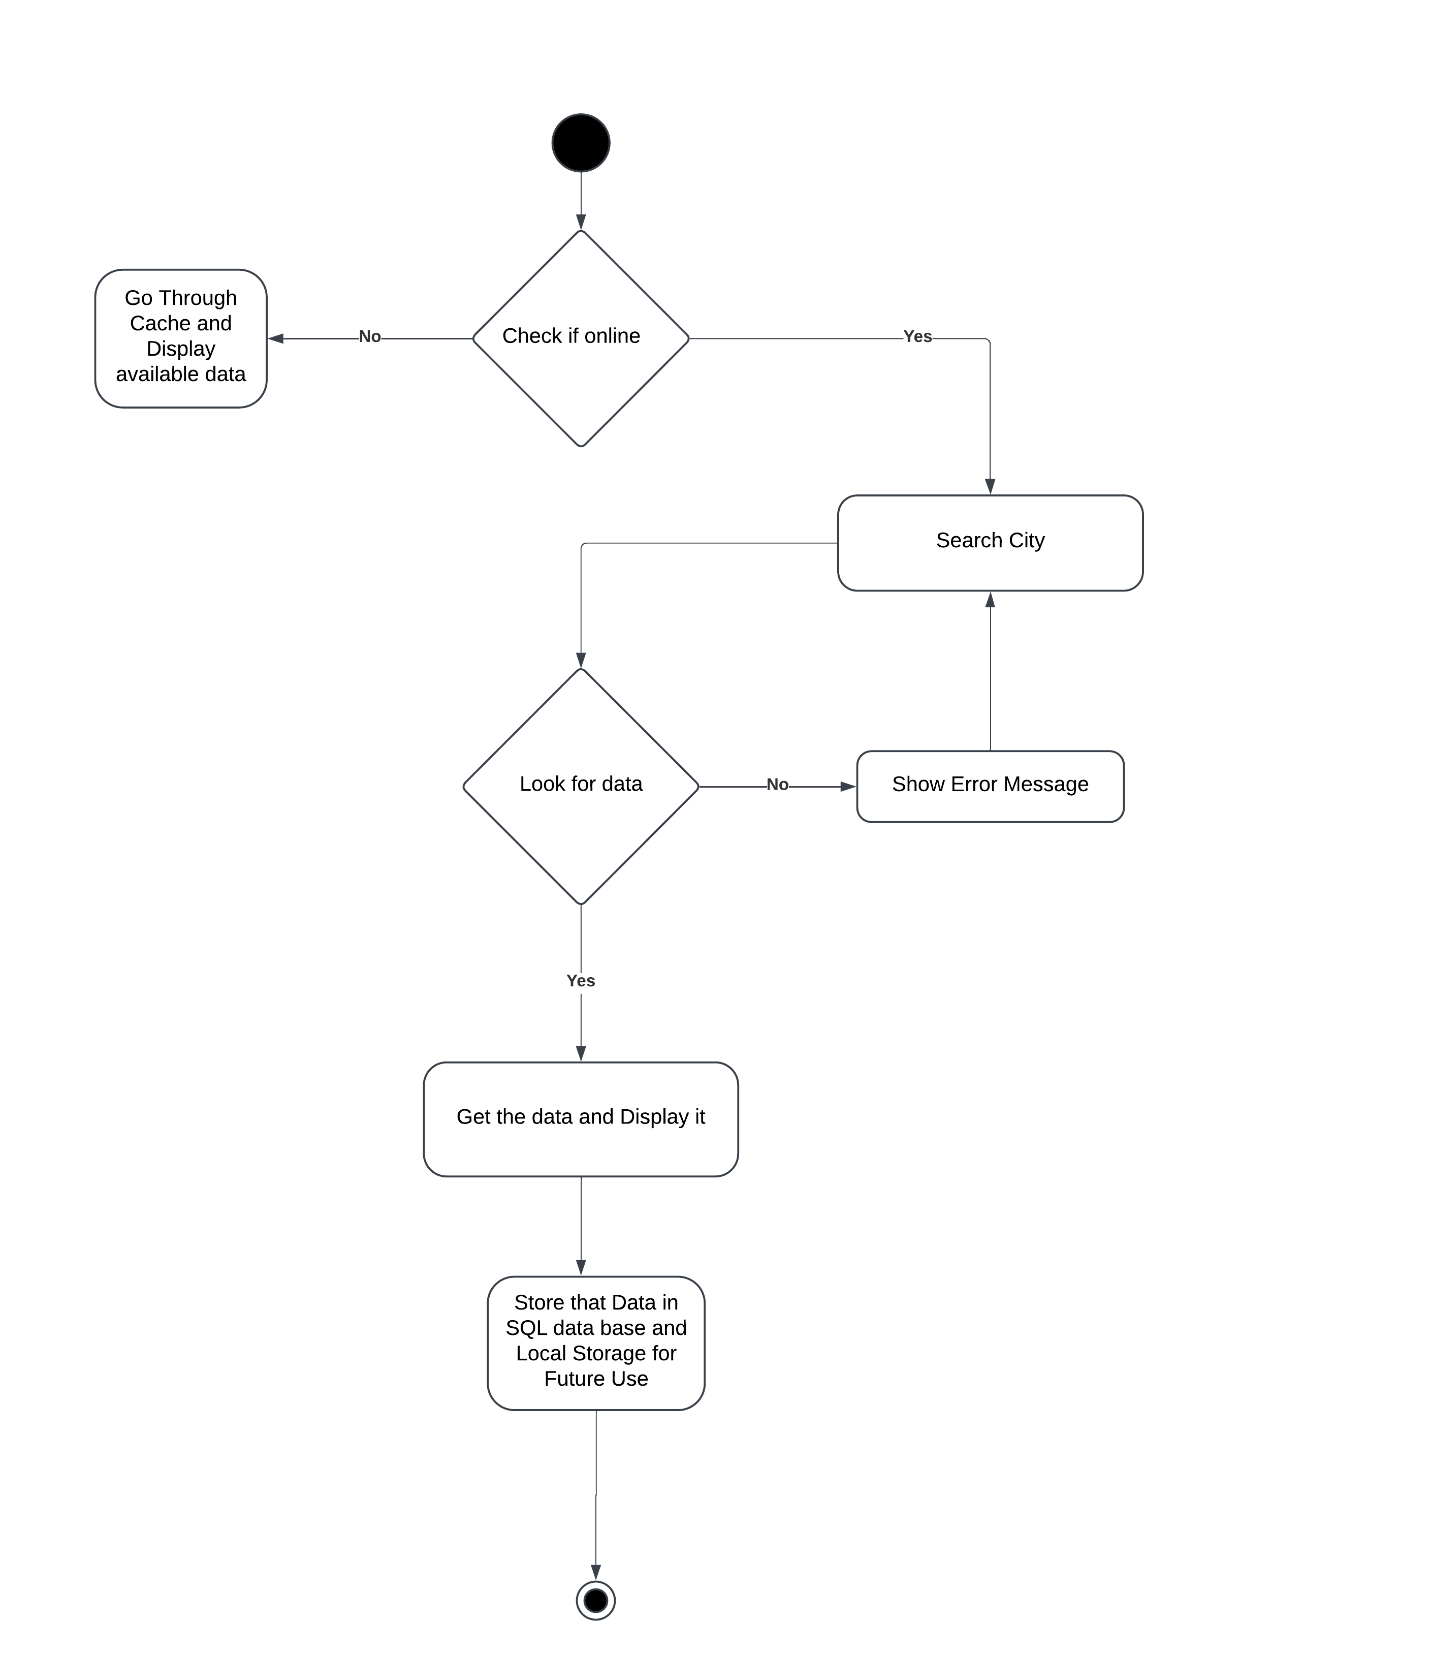 Check if online
No
Yes
Go Through
Cache and
Display
available data
Search City
Look for data
No
Show Error Message
Yes
Get the data and Display it
Store that Data in
SQL data base and
Local Storage for
Future Use